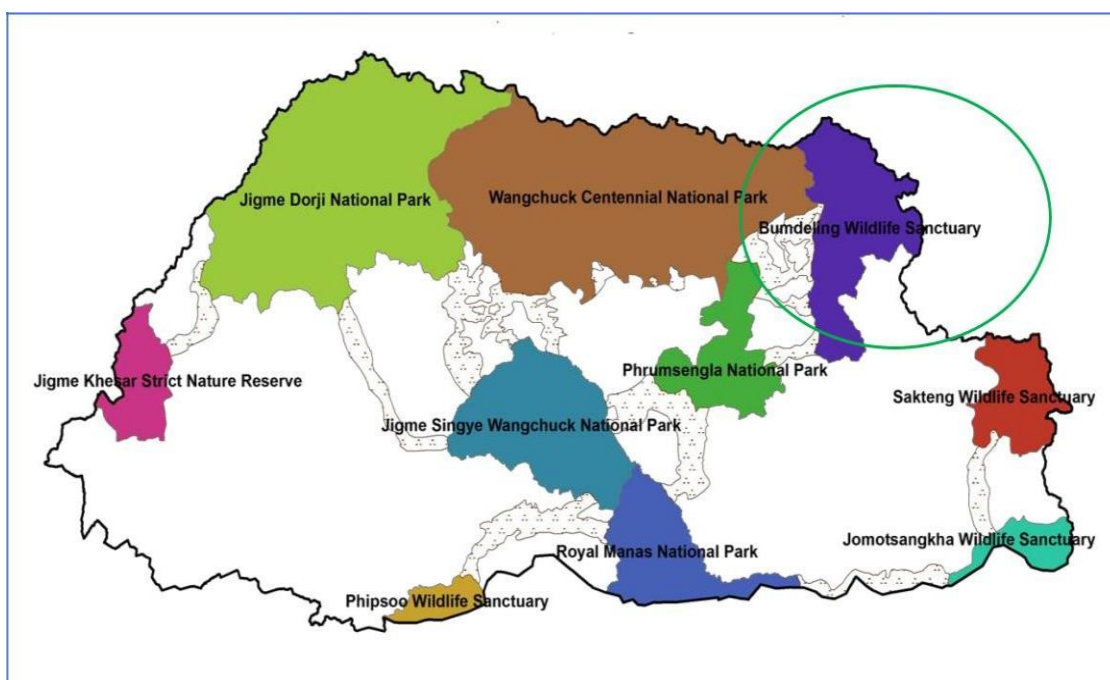 Jigme Dorji National Park
Wangchuck Centennial National Park
Bumdeling Wildlife Sanctuary
Phrumsengla National Park
Jigme Khesar Strict Nature Reserve
Sakteng Wildlife Sanctuary
Jigme Singye Wangchuck National Park
Jomotsangkha Wildlife Sanctuary
Royal Manas National Park
Phipsoo Wildlife Sanctuary